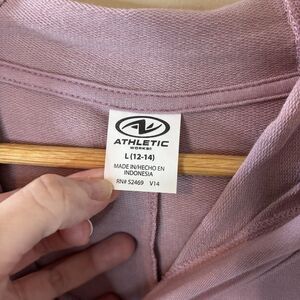 ATHLETIC
WORKS®
L (12-14)
MADE IN/HECHO EN
INDONESIA
RN# 52469 V14